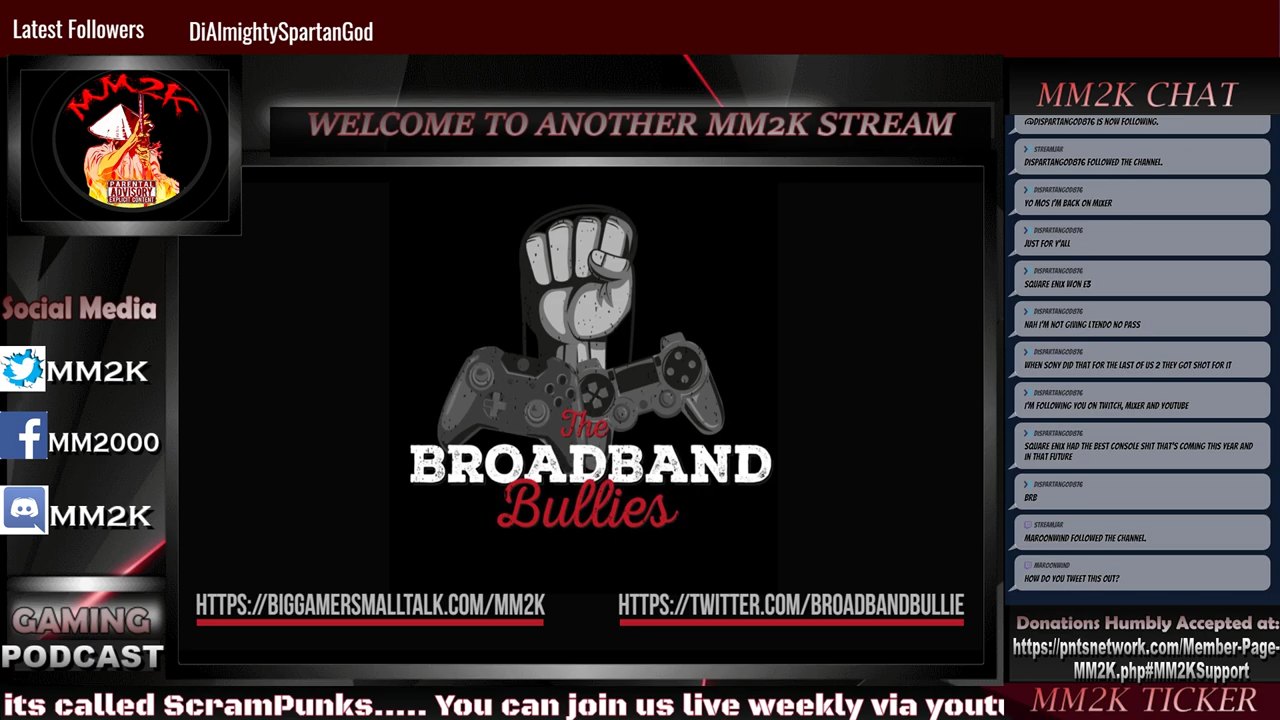 Latest Followers
DiAlmightySpartanGod
MM2K
PARENTAL
ADVISORY
EXPLICIT CONTENT
WELCOME TO ANOTHER MM2K STREAM
Social Media
MM2K
MM2000
MM2K
GAMING
PODCAST
The
BROADBAND
Bullies
HTTPS://BIGGAMERSMALLTALK.COM/MM2K
HTTPS://TWITTER.COM/BROADBANDBULLIE
MM2K CHAT
@DISPARTANGOD876 IS NOW FOLLOWING.
STREAMJAR
DISPARTANGOD876 FOLLOWED THE CHANNEL.
DISPARTANGOD876
YO MOS I'M BACK ON MIXER
DISPARTANGOD876
JUST FOR Y'ALL
DISPARTANGOD876
SQUARE ENIX WON E3
DISPARTANGOD876
NAH I'M NOT GIVING LTENDO NO PASS
DISPARTANGOD876
WHEN SONY DID THAT FOR THE LAST OF US 2 THEY GOT SHOT FOR IT
DISPARTANGOD876
I'M FOLLOWING YOU ON TWITCH, MIXER AND YOUTUBE
DISPARTANGOD876
SQUARE ENIX HAD THE BEST CONSOLE SHIT THAT'S COMING THIS YEAR AND
IN THAT FUTURE
DISPARTANGOD876
BRB
STREAMJAR
MAROONWIND FOLLOWED THE CHANNEL.
MAROONWIND
HOW DO YOU TWEET THIS OUT?
Donations Humbly Accepted at:
https://pntsnetwork.com/Member-Page-
MM2K.php#MM2KSupport
its called ScramPunks..... You can join us live weekly via yout
MM2K TICKER